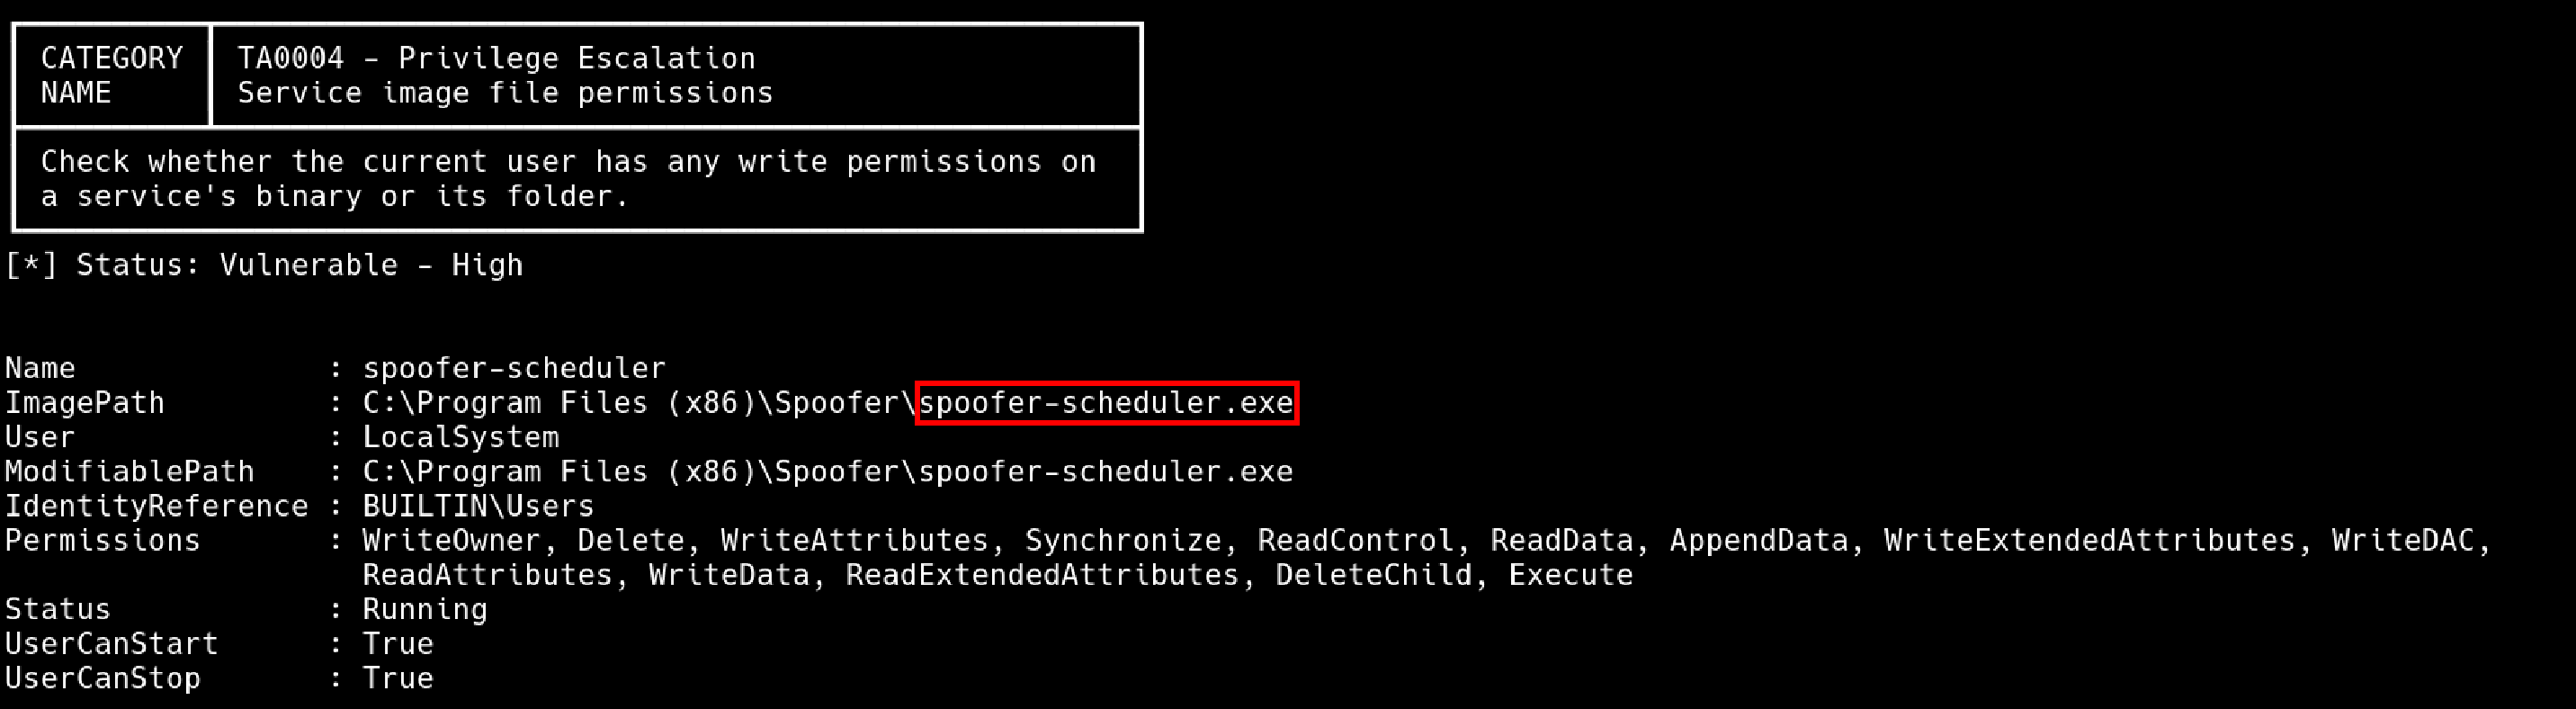 CATEGORY TA0004 - Privilege Escalation
NAME Service image file permissions
Check whether the current user has any write permissions on
a service's binary or its folder.
[*] Status: Vulnerable - High
Name : spoofer-scheduler
ImagePath : C:\Program Files (x86)\Spoofer\spoofer-scheduler.exe
User : LocalSystem
ModifiablePath : C:\Program Files (x86)\Spoofer\spoofer-scheduler.exe
IdentityReference : BUILTIN\Users
Permissions : WriteOwner, Delete, WriteAttributes, Synchronize, ReadControl, ReadData, AppendData, WriteExtendedAttributes, WriteDAC,
ReadAttributes, WriteData, ReadExtendedAttributes, DeleteChild, Execute
Status : Running
UserCanStart : True
UserCanStop : True